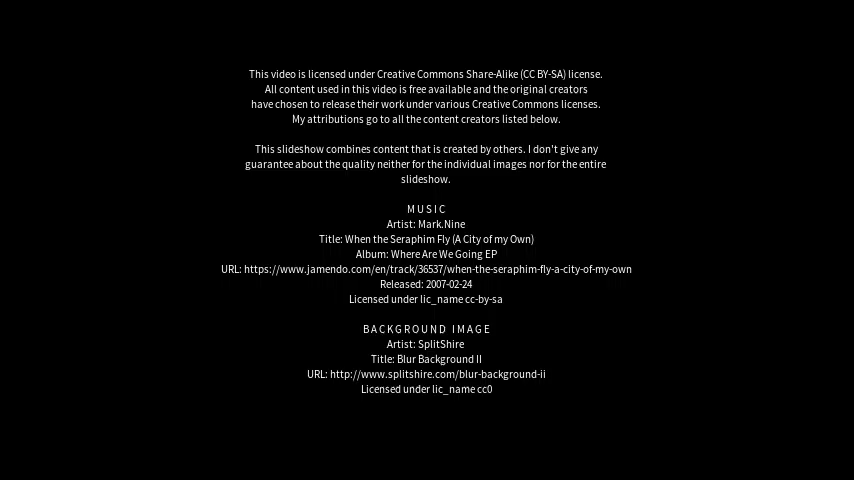 This video is licensed under Creative Commons Share-Alike (CC BY-SA) license.
All content used in this video is free available and the original creators
have chosen to release their work under various Creative Commons licenses.
My attributions go to all the content creators listed below.
This slideshow combines content that is created by others. I don't give any
guarantee about the quality neither for the individual images nor for the entire
slideshow.
MUSIC
Artist: Mark.Nine
Title: When the Seraphim Fly (A City of my Own)
Album: Where Are We Going EP
URL: https://www.jamendo.com/en/track/36537/when-the-seraphim-fly-a-city-of-my-own
Released: 2007-02-24
Licensed under lic_name cc-by-sa
BACKGROUND IMAGE
Artist: SplitShire
Title: Blur Background II
URL: http://www.splitshire.com/blur-background-ii
Licensed under lic_name cc0